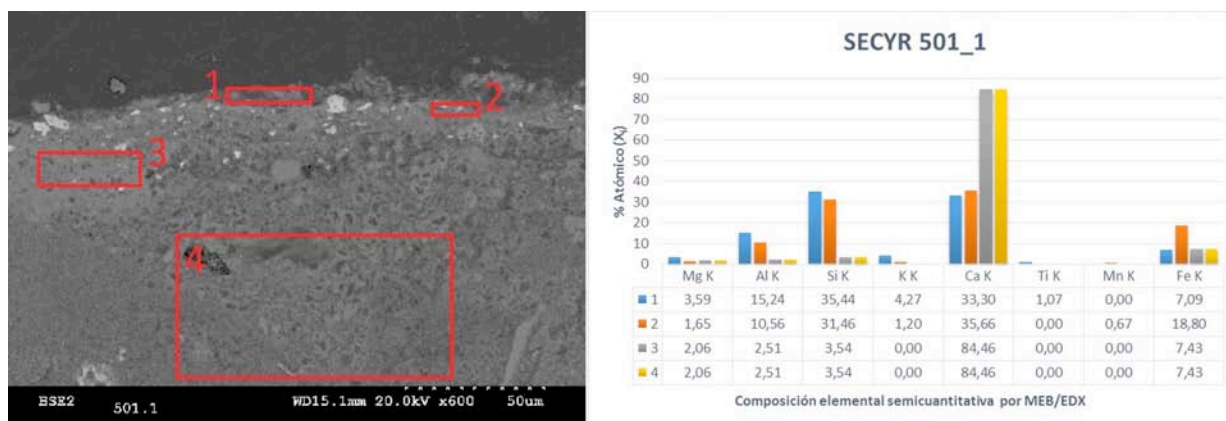 1
2
3
4
BSE2 501.1 WD15.1mm 20.0kV x600 50um
SECYR 501_1
% Atómico (Xᵢ)
90
80
70
60
50
40
30
20
10
0
Mg K Al K Si K K K Ca K Ti K Mn K Fe K
1 3,59 15,24 35,44 4,27 33,30 1,07 0,00 7,09
2 1,65 10,56 31,46 1,20 35,66 0,00 0,67 18,80
3 2,06 2,51 3,54 0,00 84,46 0,00 0,00 7,43
4 2,06 2,51 3,54 0,00 84,46 0,00 0,00 7,43
Composición elemental semicuantitativa por MEB/EDX